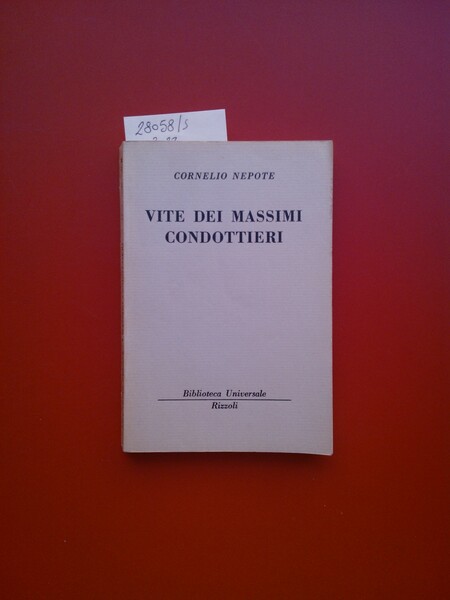 28058/s
CORNELIO NEPOTE
VITE DEI MASSIMI
CONDOTTIERI
Biblioteca Universale
Rizzoli